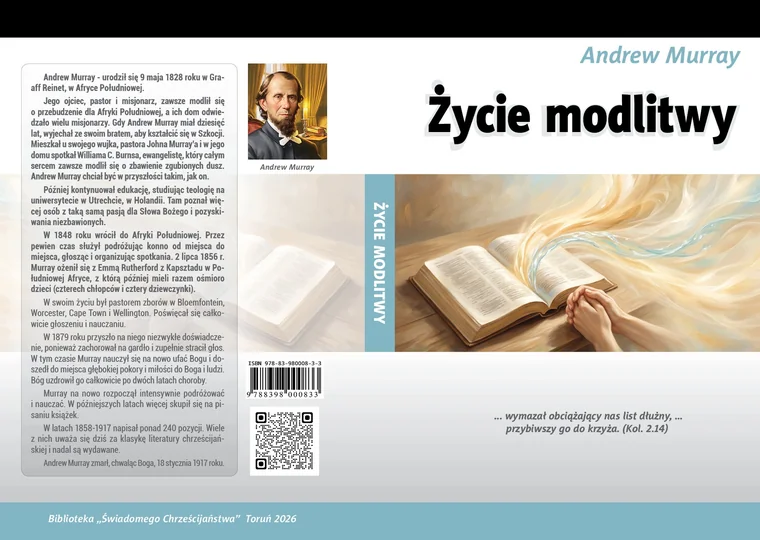 Andrew Murray - urodził się 9 maja 1828 roku w Gra-
aff Reinet, w Afryce Południowej.
Jego ojciec, pastor i misjonarz, zawsze modlił się
o przebudzenie dla Afryki Południowej, a ich dom odwie-
dzało wielu misjonarzy. Gdy Andrew Murray miał dziesięć
lat, wyjechał ze swoim bratem, aby kształcić się w Szkocji.
Mieszkał u swojego wujka, pastora Johna Murray'a i w jego
domu spotkał Williama C. Burnsa, ewangelistę, który całym
sercem zawsze modlił się o zbawienie zgubionych dusz.
Andrew Murray chciał być w przyszłości takim, jak on.
Później kontynuował edukację, studiując teologię na
uniwersytecie w Utrechcie, w Holandii. Tam poznał wię-
cej osób z taką samą pasją dla Słowa Bożego i pozyski-
wania niezbawionych.
W 1848 roku wrócił do Afryki Południowej. Przez
pewien czas służył podróżując konno od miejsca do
miejsca, głosząc i organizując spotkania. 2 lipca 1856 r.
Murray ożenił się z Emmą Rutherford z Kapsztadu w Po-
łudniowej Afryce, z którą później mieli razem ośmioro
dzieci (czterech chłopców i cztery dziewczynki).
W swoim życiu był pastorem zborów w Bloemfontein,
Worcester, Cape Town i Wellington. Poświęcał się całko-
wicie głoszeniu i nauczaniu.
W 1879 roku przyszło na niego niezwykłe doświadcze-
nie, ponieważ zachorował na gardło i zupełnie stracił głos.
W tym czasie Murray nauczył się na nowo ufać Bogu i do-
szedł do miejsca głębokiej pokory i miłości do Boga i ludzi.
Bóg uzdrowił go całkowicie po dwóch latach choroby.
Murray na nowo rozpoczął intensywnie podróżować
i nauczać. W późniejszych latach więcej skupił się na pi-
saniu książek.
W latach 1858-1917 napisał ponad 240 pozycji. Wiele
z nich uważa się dziś za klasykę literatury chrześcijań-
skiej i nadal są wydawane.
Andrew Murray zmarł, chwaląc Boga, 18 stycznia 1917 roku.
Andrew Murray
ISBN 978-83-980008-3-3
9 788398 000833
Biblioteka „Świadomego Chrześcijaństwa” Toruń 2026
ŻYCIE MODLITWY
Andrew Murray
Życie modlitwy
... wymazał obciążający nas list dłużny, ...
przybiwszy go do krzyża. (Kol. 2.14)